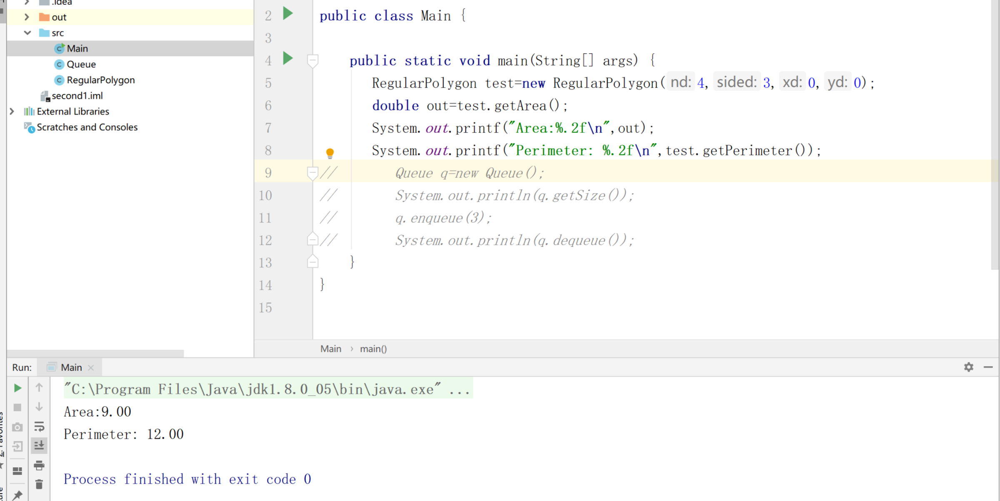 .idea
out
src
Main
Queue
RegularPolygon
second1.iml
External Libraries
Scratches and Consoles
2 public class Main {
3
4 public static void main(String[] args) {
5 RegularPolygon test=new RegularPolygon( nd: 4, sided: 3, xd: 0, yd: 0);
6 double out=test.getArea();
7 System.out.printf("Area:%.2f\n",out);
8 System.out.printf("Perimeter: %.2f\n",test.getPerimeter());
9 // Queue q=new Queue();
10 // System.out.println(q.getSize());
11 // q.enqueue(3);
12 // System.out.println(q.dequeue());
13 }
14 }
15
Main › main()
Run: Main
"C:\Program Files\Java\jdk1.8.0_05\bin\java.exe" ...
Area:9.00
Perimeter: 12.00
Process finished with exit code 0